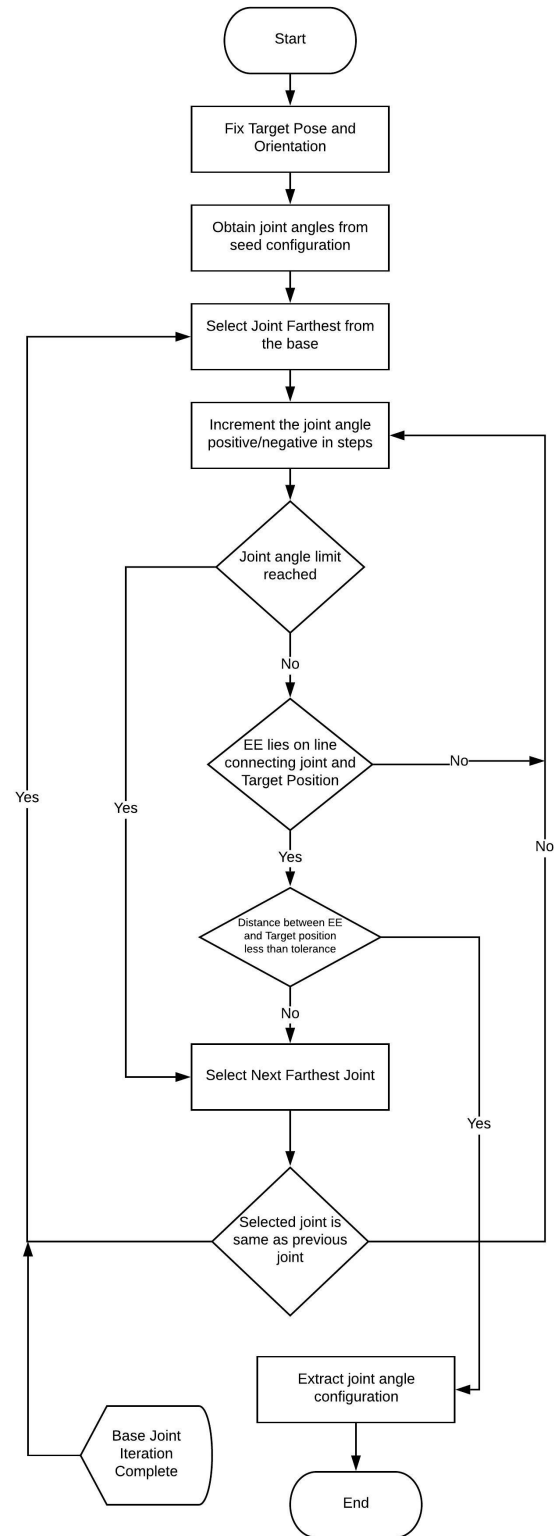 Start
Fix Target Pose and
Orientation
Obtain joint angles from
seed configuration
Select Joint Farthest from
the base
Increment the joint angle
positive/negative in steps
Joint angle limit
reached
No
EE lies on line
connecting joint and
Target Position
No
Yes
Yes
Yes
No
Distance between EE
and Target position
less than tolerance
No
Select Next Farthest Joint
Yes
Selected joint is
same as previous
joint
Extract joint angle
configuration
Base Joint
Iteration
Complete
End